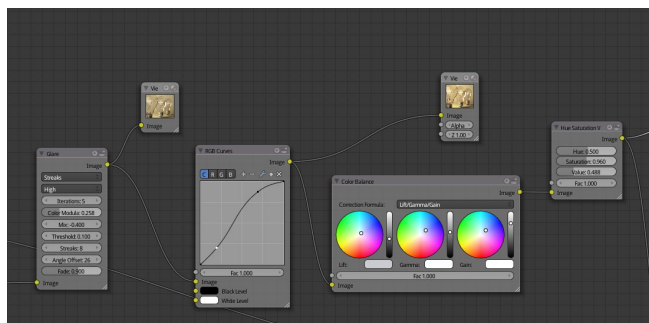 Vie
Image
Vie
Image
Alpha
Z 1.00
Glare
Image
Streaks
High
Iterations: 5
Color Modula: 0.258
Mix: -0.400
Threshold: 0.100
Streaks: 8
Angle Offset: 26
Fade: 0.900
Image
RGB Curves
Image
C R G B
Fac 1.000
Image
Black Level
White Level
Color Balance
Image
Correction Formula:
Lift/Gamma/Gain
Lift:
Gamma:
Gain:
Fac 1.000
Image
Hue Saturation V
Image
Hue: 0.500
Saturation: 0.960
Value: 0.488
Fac 1.000
Image